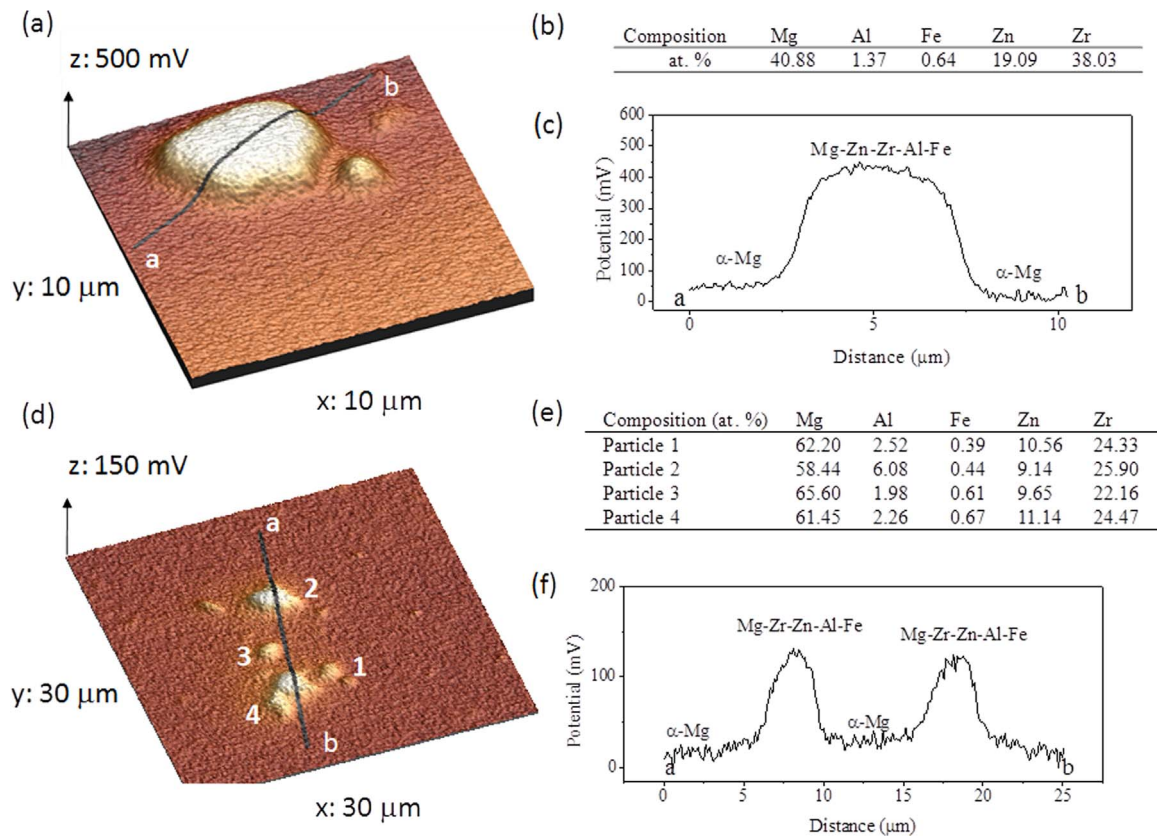 (a)
z: 500 mV
b
a
y: 10 μm
x: 10 μm
(b)
Composition Mg Al Fe Zn Zr
at. % 40.88 1.37 0.64 19.09 38.03
(c)
600
500
400
300
200
100
0
Potential (mV)
Mg-Zn-Zr-Al-Fe
α-Mg
α-Mg
a
b
0 5 10
Distance (μm)
(d)
z: 150 mV
a
2
3
1
4
b
y: 30 μm
x: 30 μm
(e)
Composition (at. %) Mg Al Fe Zn Zr
Particle 1 62.20 2.52 0.39 10.56 24.33
Particle 2 58.44 6.08 0.44 9.14 25.90
Particle 3 65.60 1.98 0.61 9.65 22.16
Particle 4 61.45 2.26 0.67 11.14 24.47
(f)
200
100
0
Potential (mV)
Mg-Zr-Zn-Al-Fe
Mg-Zr-Zn-Al-Fe
α-Mg
α-Mg
a
b
0 5 10 15 20 25
Distance (μm)